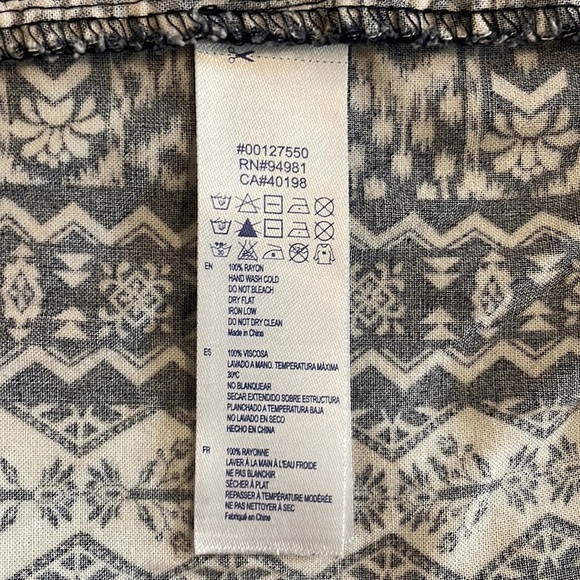 #00127550
RN#94981
CA#40198
EN 100% RAYON
HAND WASH COLD
DO NOT BLEACH
DRY FLAT
IRON LOW
DO NOT DRY CLEAN
Made in China
ES 100% VISCOSA
LAVADO A MANO. TEMPERATURA MÁXIMA
30ºC
NO BLANQUEAR
SECAR EXTENDIDO SOBRE ESTRUCTURA
PLANCHADO A TEMPERATURA BAJA
NO LAVADO EN SECO
HECHO EN CHINA
FR 100% RAYONNE
LAVER À LA MAIN À L'EAU FROIDE
NE PAS BLANCHIR
SÉCHER À PLAT
REPASSER À TEMPÉRATURE MODÉRÉE
NE PAS NETTOYER À SEC
Fabriqué en Chine